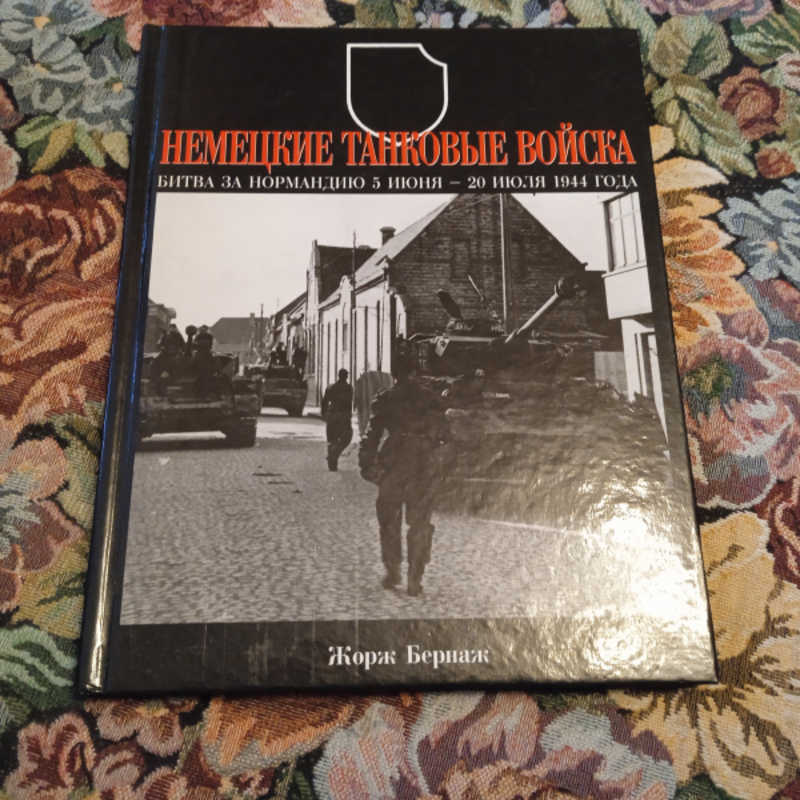 НЕМЕЦКИЕ ТАНКОВЫЕ ВОЙСКА
БИТВА ЗА НОРМАНДИЮ 5 ИЮНЯ – 20 ИЮЛЯ 1944 ГОДА
Жорж Бернаж